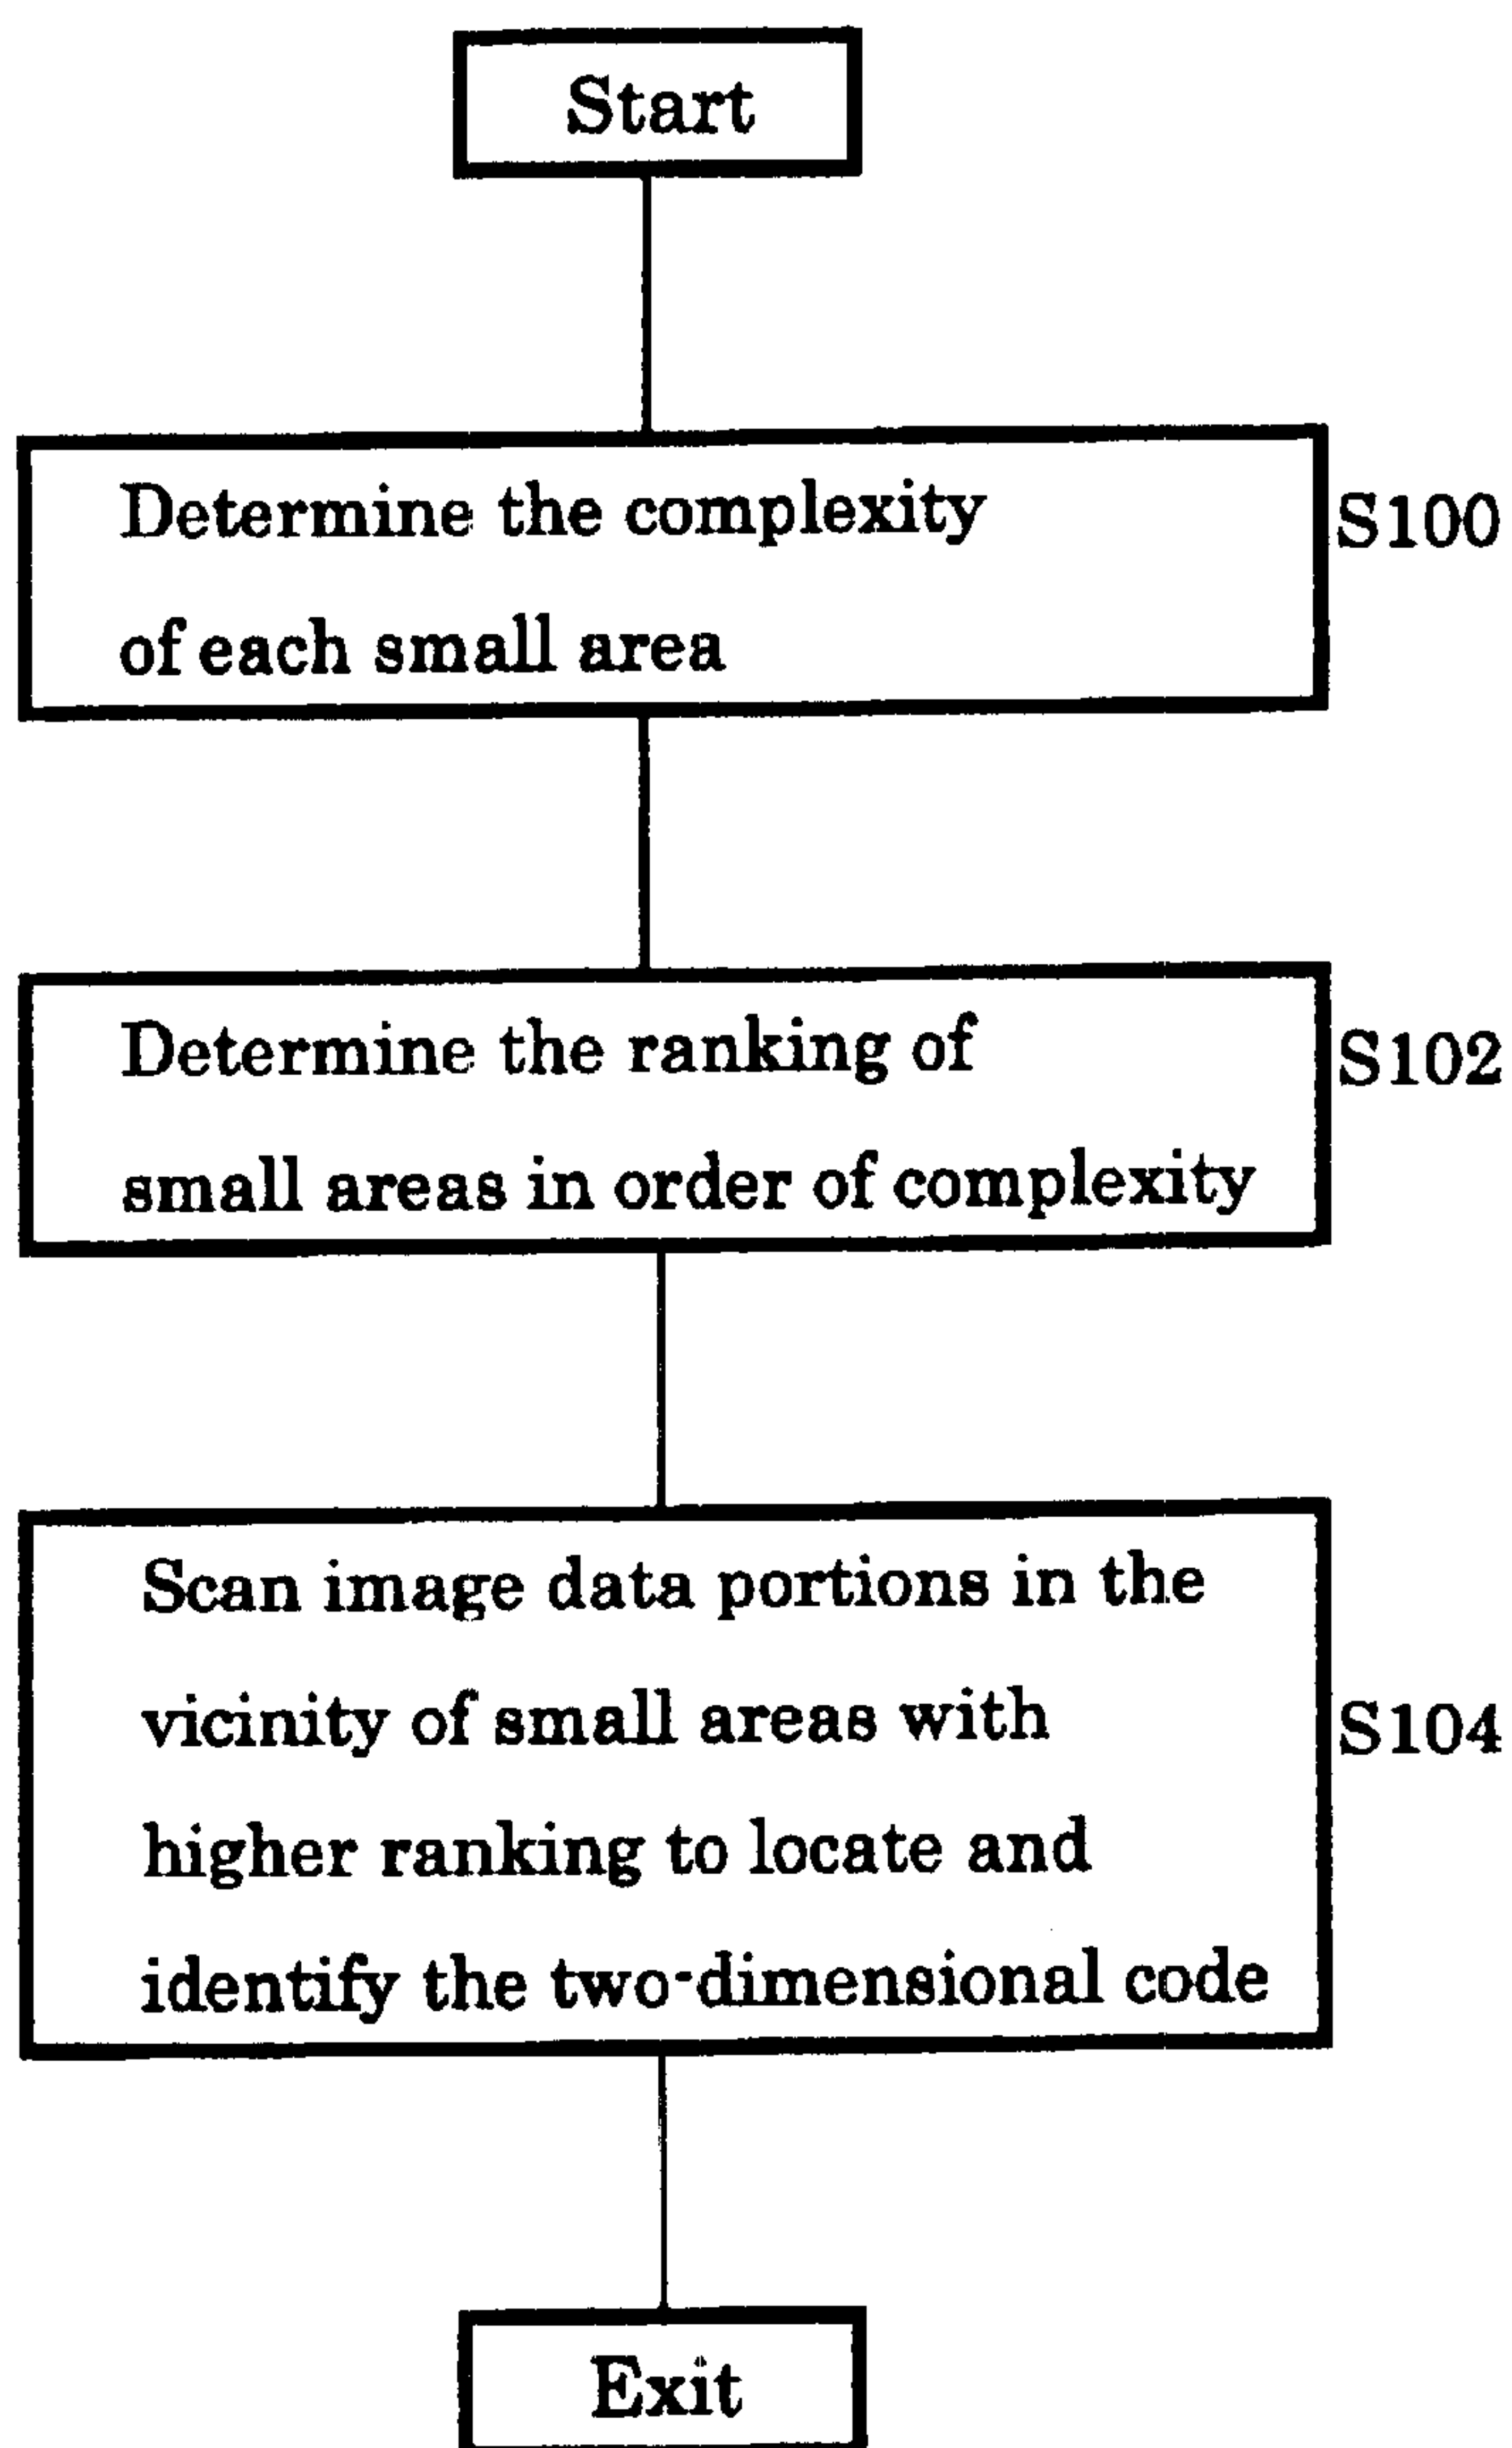 Start
Determine the complexity
of each small area
S100
Determine the ranking of
small areas in order of complexity
S102
Scan image data portions in the
vicinity of small areas with
higher ranking to locate and
identify the two-dimensional code
S104
Exit